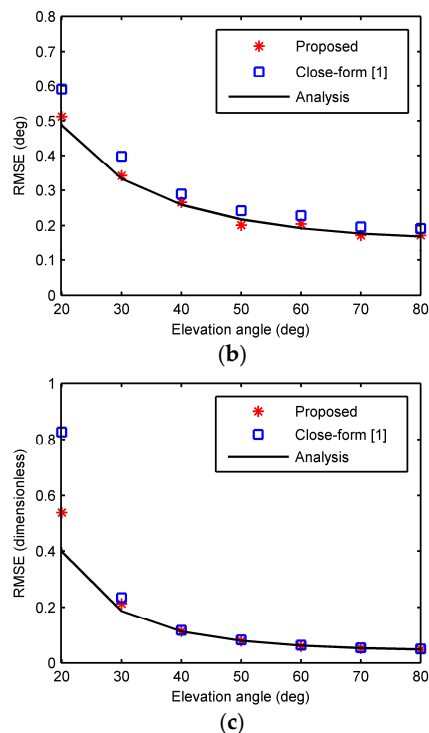 0.8
0.7
0.6
0.5
0.4
0.3
0.2
0.1
0
RMSE (deg)
Proposed
Close-form [1]
Analysis
20 30 40 50 60 70 80
Elevation angle (deg)
(b)
1
0.8
0.6
0.4
0.2
0
RMSE (dimensionless)
Proposed
Close-form [1]
Analysis
20 30 40 50 60 70 80
Elevation angle (deg)
(c)